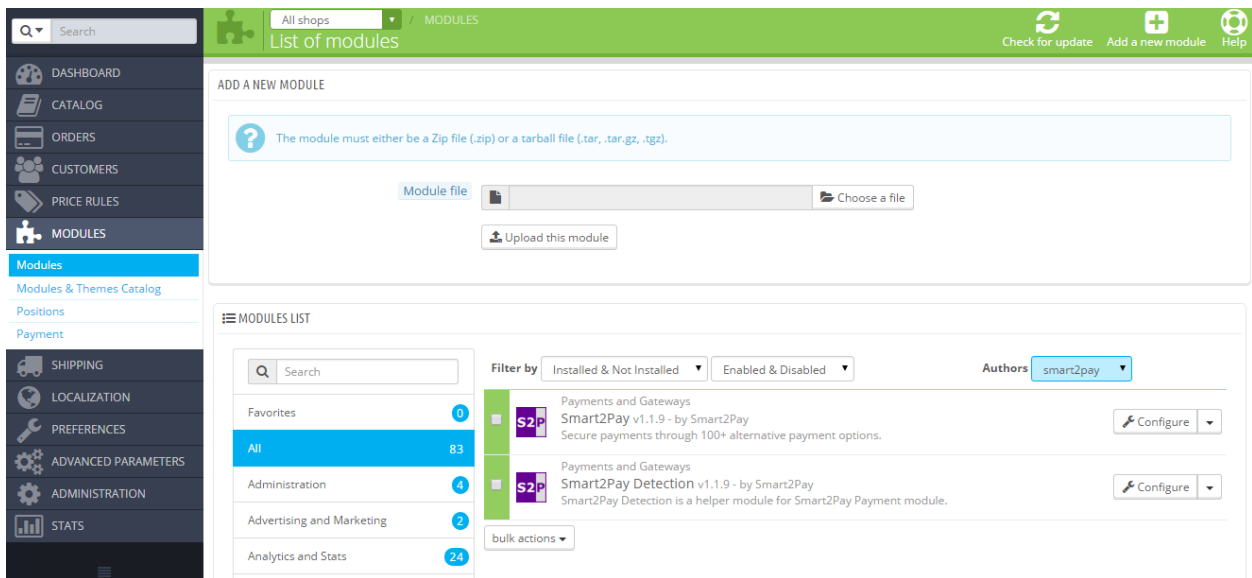 Search
All shops / MODULES
List of modules
Check for update
Add a new module
Help
DASHBOARD
CATALOG
ORDERS
CUSTOMERS
PRICE RULES
MODULES
Modules
Modules & Themes Catalog
Positions
Payment
SHIPPING
LOCALIZATION
PREFERENCES
ADVANCED PARAMETERS
ADMINISTRATION
STATS
ADD A NEW MODULE
The module must either be a Zip file (.zip) or a tarball file (.tar, .tar.gz, .tgz).
Module file
Choose a file
Upload this module
MODULES LIST
Search
Favorites 0
All 83
Administration 4
Advertising and Marketing 2
Analytics and Stats 24
Filter by Installed & Not Installed Enabled & Disabled Authors smart2pay
S2P
Payments and Gateways
Smart2Pay v1.1.9 - by Smart2Pay
Secure payments through 100+ alternative payment options.
Configure
S2P
Payments and Gateways
Smart2Pay Detection v1.1.9 - by Smart2Pay
Smart2Pay Detection is a helper module for Smart2Pay Payment module.
Configure
bulk actions